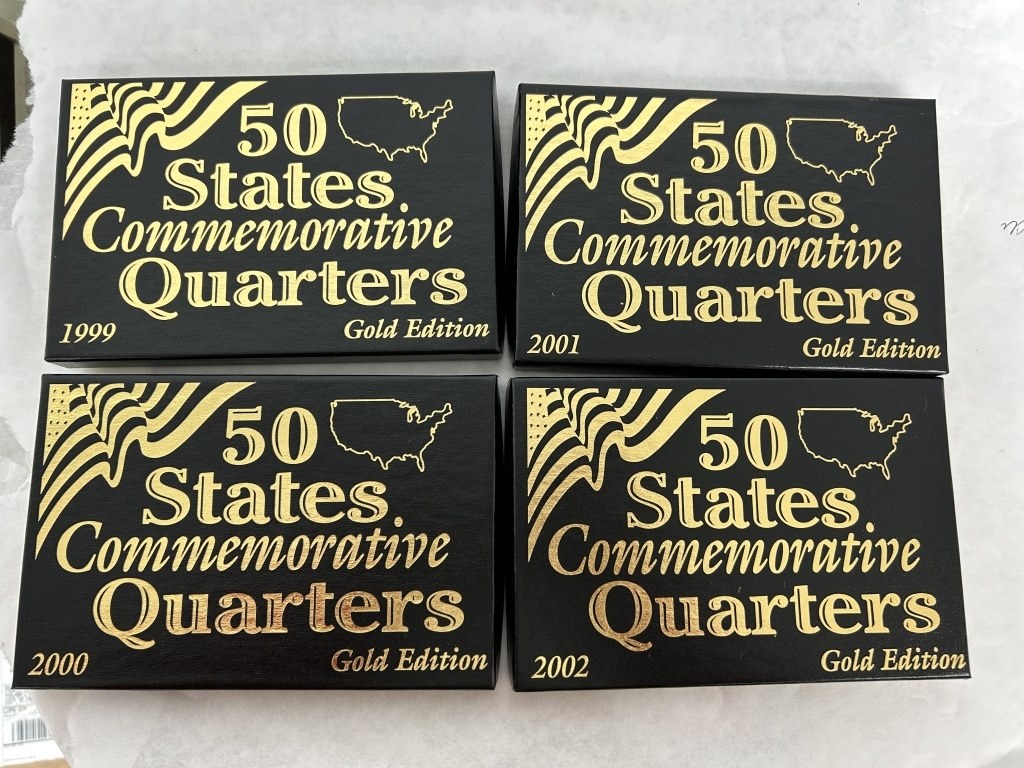 50
States
Commemorative
Quarters
1999 Gold Edition
50
States
Commemorative
Quarters
2001 Gold Edition
50
States
Commemorative
Quarters
2000 Gold Edition
50
States
Commemorative
Quarters
2002 Gold Edition